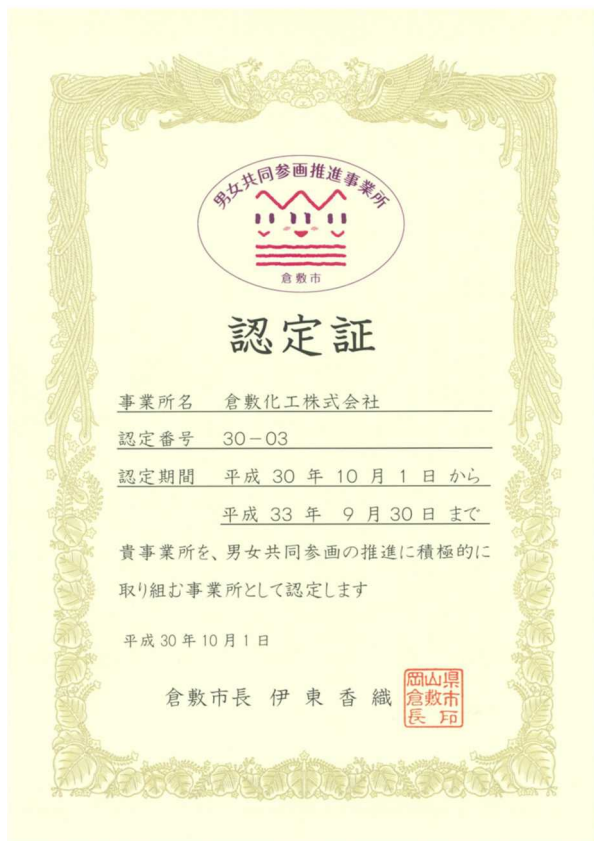 男女共同参画推進事業所
倉敷市
認定証
事業所名 倉敷化工株式会社
認定番号 30-03
認定期間 平成 30 年 10 月 1 日 から
平成 33 年 9 月 30 日 まで
貴事業所を、男女共同参画の推進に積極的に
取り組む事業所として認定します
平成 30 年 10 月 1 日
倉敷市長 伊東香織
岡山県
倉敷市
長印